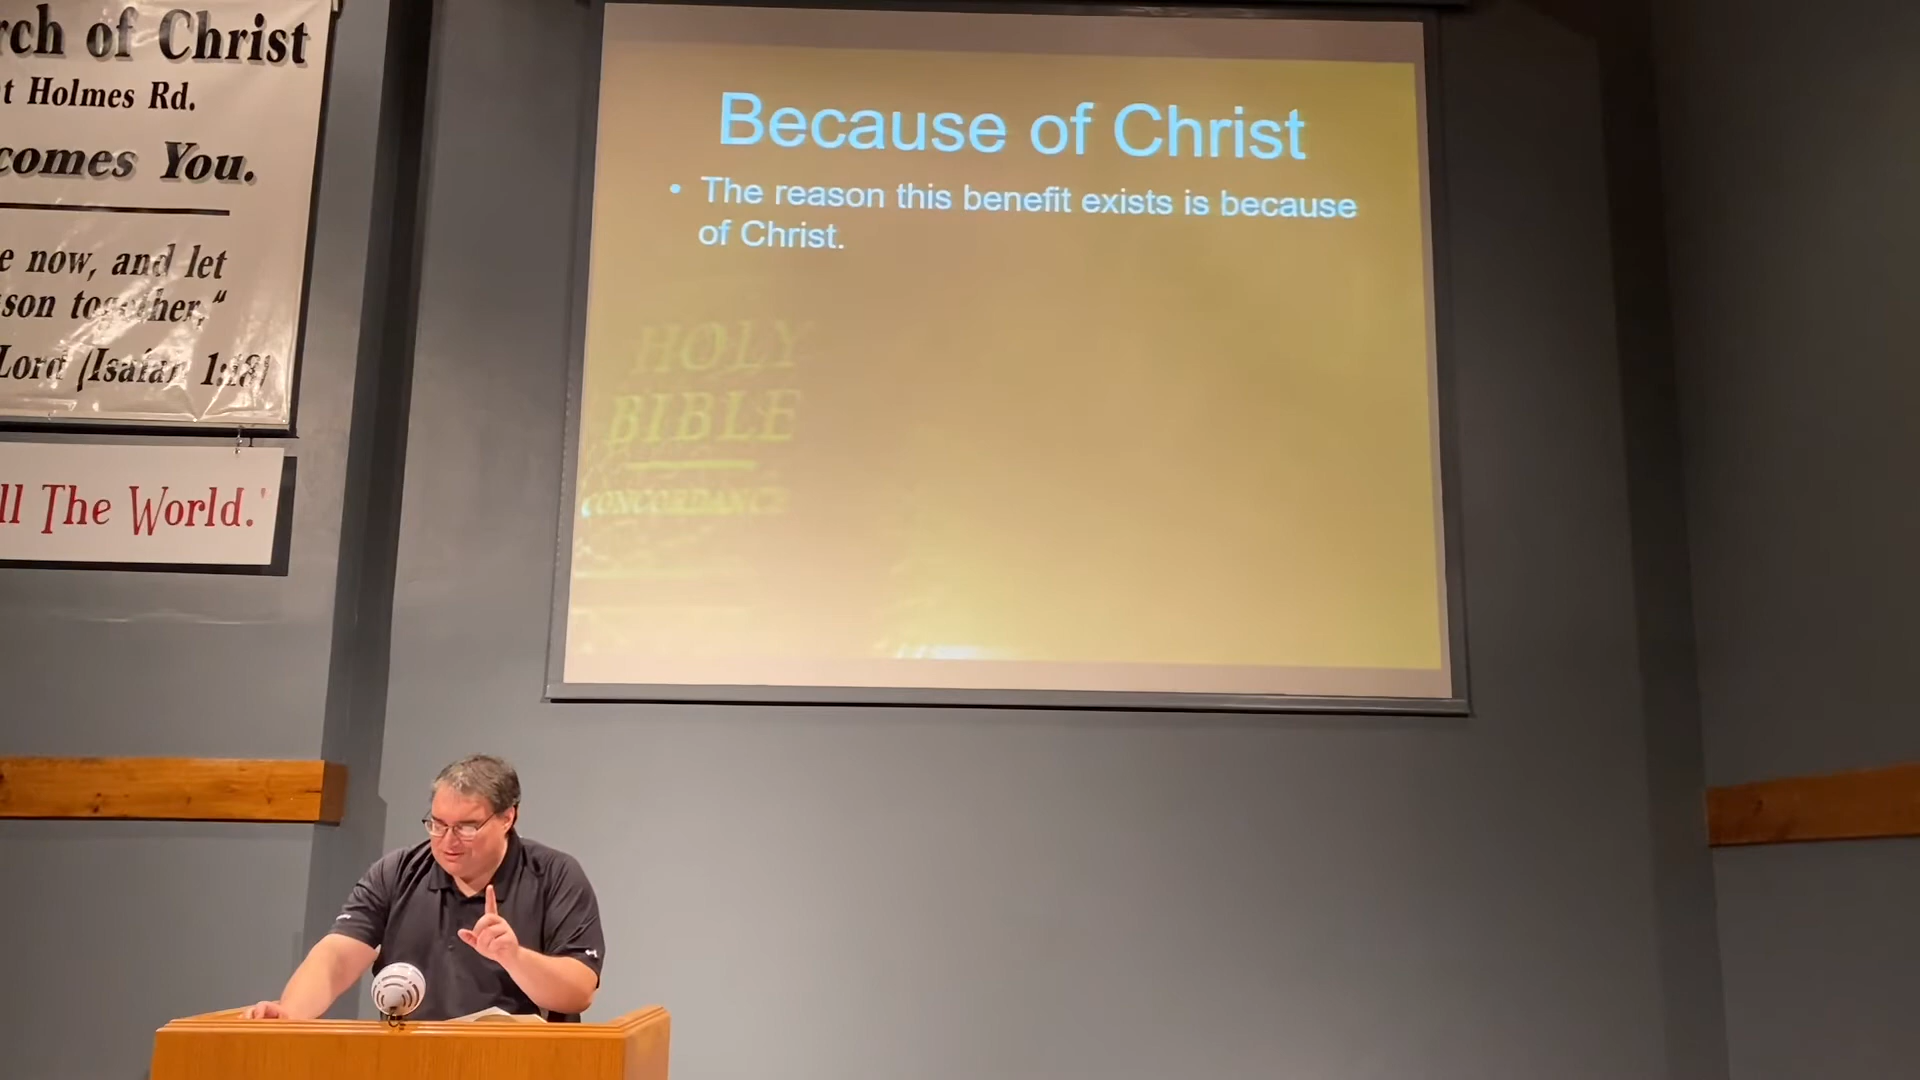 rch of Christ
t Holmes Rd.
comes You.
e now, and let
son together,“
Lord (Isaiah 1:18)
ll The World.'
Because of Christ
• The reason this benefit exists is because
of Christ.
HOLY
BIBLE
CONCORDANCE